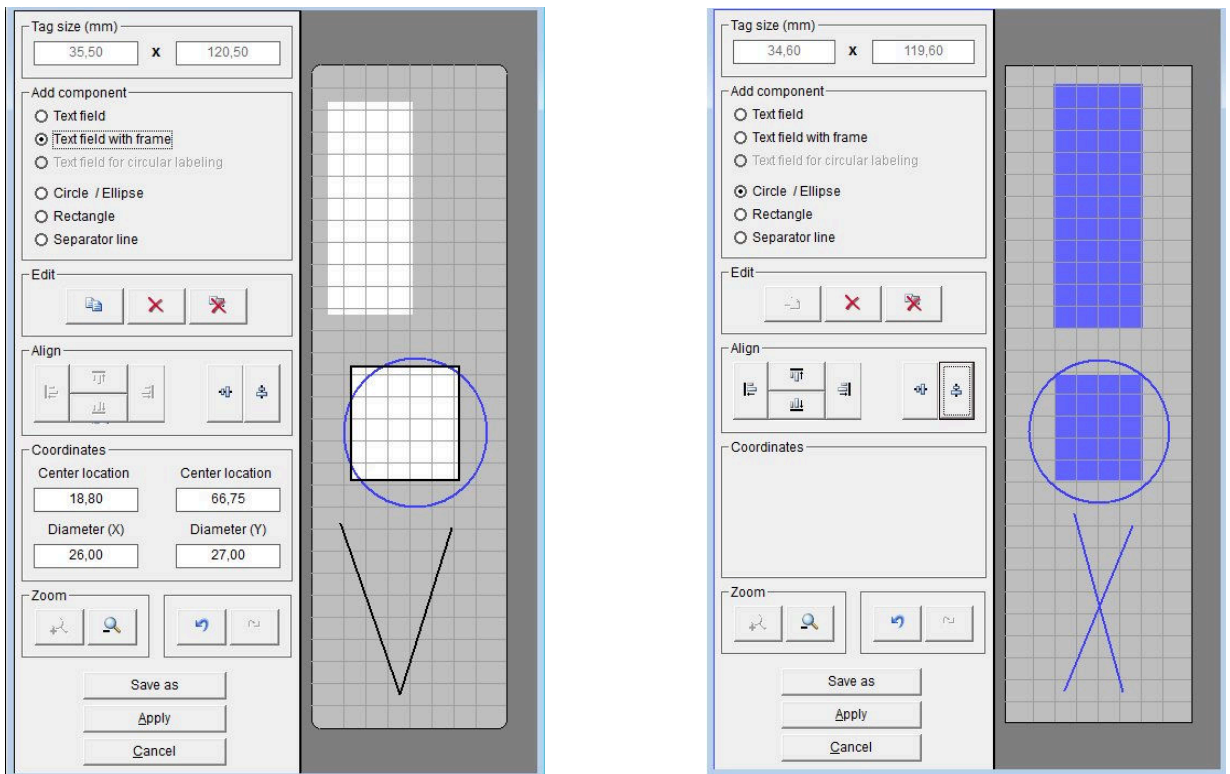 Tag size (mm)
35,50 x 120,50
Add component
Text field
Text field with frame
Text field for circular labeling
Circle / Ellipse
Rectangle
Separator line
Edit
Align
Coordinates
Center location Center location
18,80 66,75
Diameter (X) Diameter (Y)
26,00 27,00
Zoom
Save as
Apply
Cancel
Tag size (mm)
34,60 x 119,60
Add component
Text field
Text field with frame
Text field for circular labeling
Circle / Ellipse
Rectangle
Separator line
Edit
Align
Coordinates
Zoom
Save as
Apply
Cancel